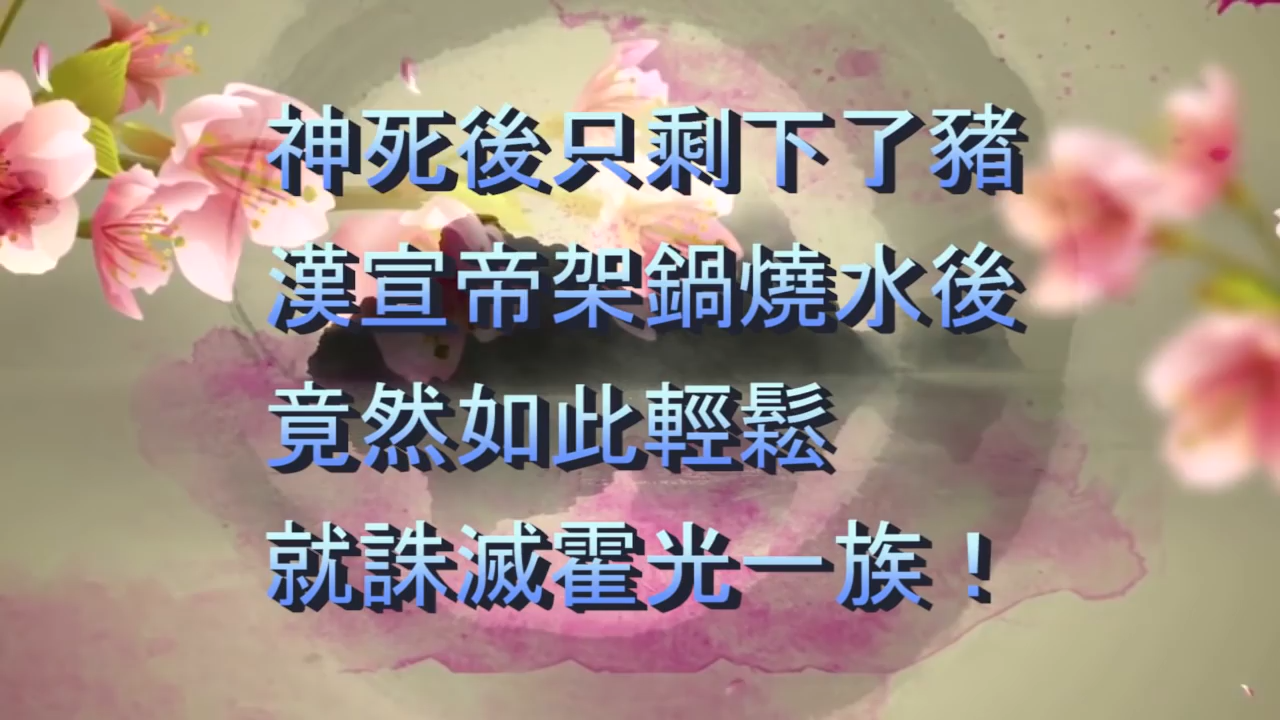 神死後只剩下了豬
漢宣帝架鍋燒水後
竟然如此輕鬆
就誅滅霍光一族！